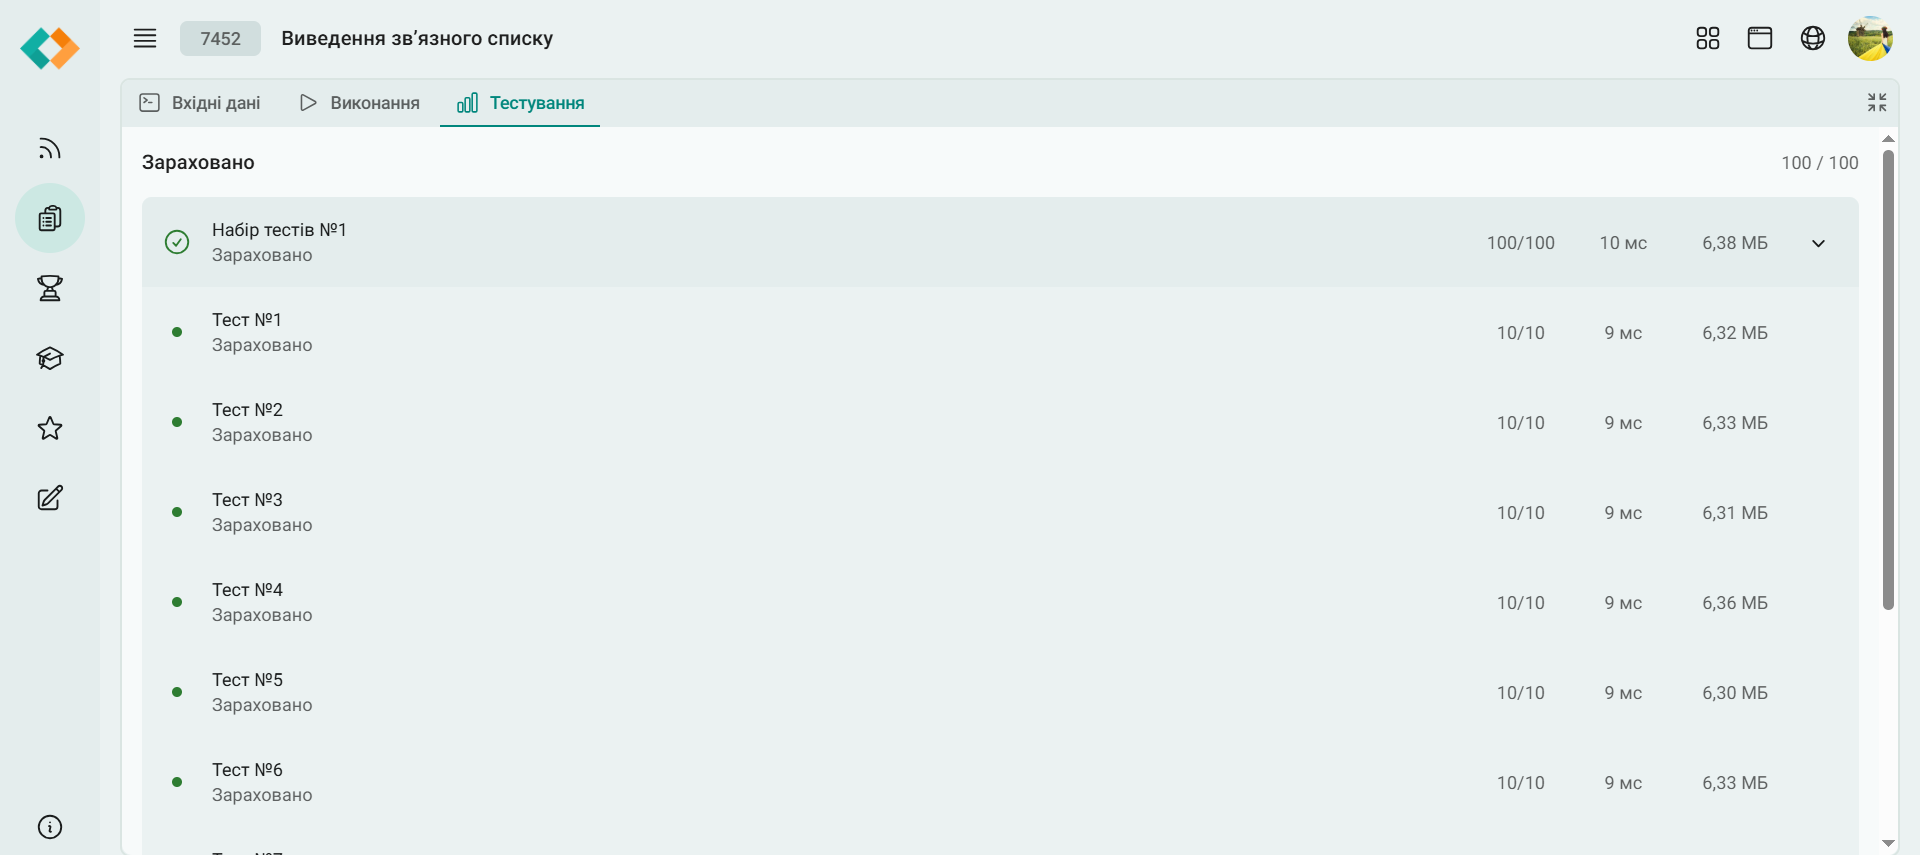 7452 Виведення зв’язного списку
Вхідні дані Виконання Тестування
Зараховано 100 / 100
Набір тестів №1
Зараховано
100/100 10 мс 6,38 МБ
Тест №1
Зараховано
10/10 9 мс 6,32 МБ
Тест №2
Зараховано
10/10 9 мс 6,33 МБ
Тест №3
Зараховано
10/10 9 мс 6,31 МБ
Тест №4
Зараховано
10/10 9 мс 6,36 МБ
Тест №5
Зараховано
10/10 9 мс 6,30 МБ
Тест №6
Зараховано
10/10 9 мс 6,33 МБ